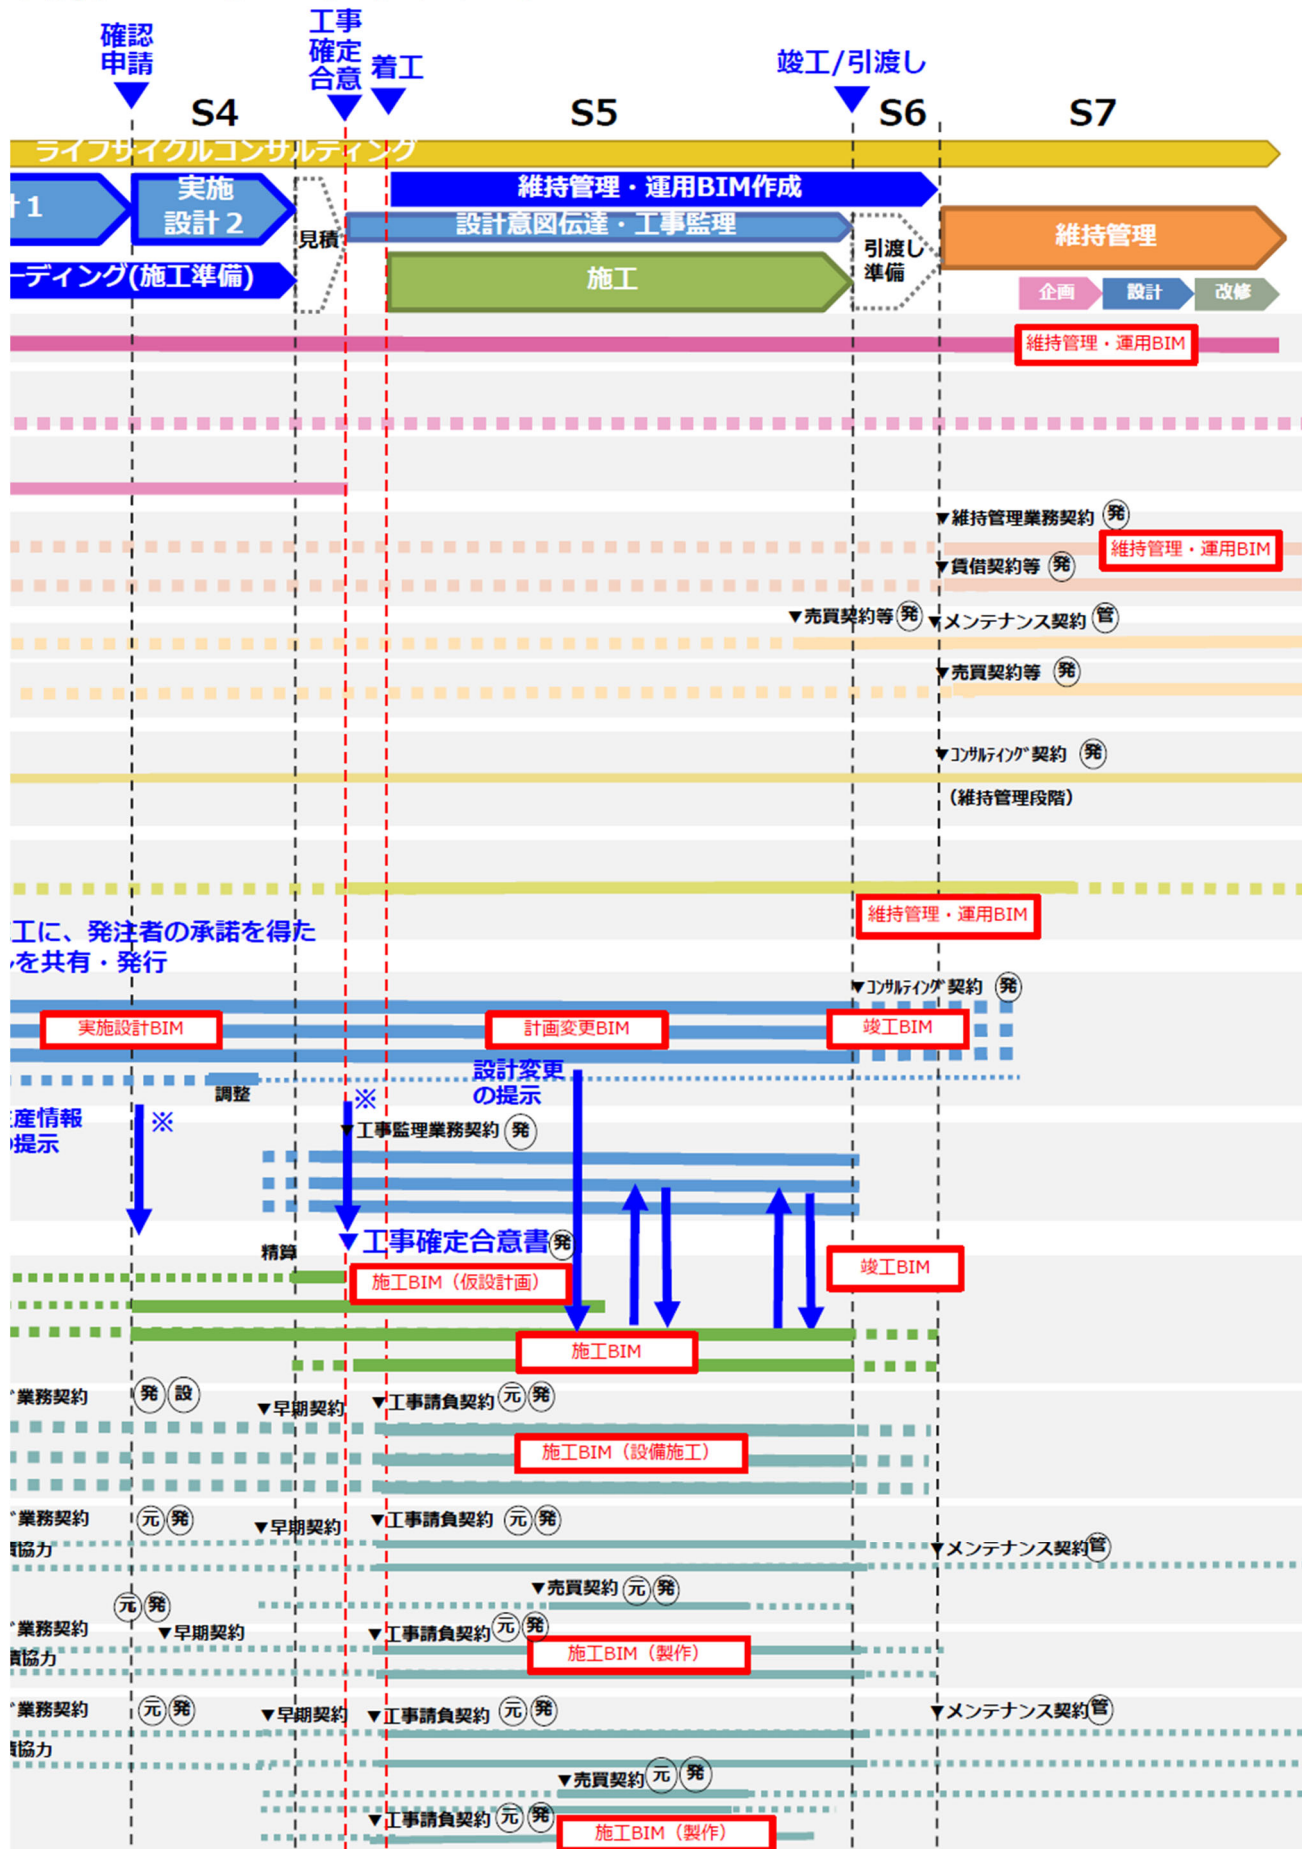 確認
申請
工事
確定
合意
着工
竣工/引渡し
S4
S5
S6
S7
ライフサイクルコンサルティング
計1
実施
設計2
見積
維持管理・運用BIM作成
設計意図伝達・工事監理
施工
引渡し
準備
維持管理
ーディング(施工準備)
企画
設計
改修
維持管理・運用BIM
▼維持管理業務契約 発
維持管理・運用BIM
▼賃借契約等 発
▼売買契約等 発
▼メンテナンス契約 管
▼売買契約等 発
▼コンサルティング契約 発
(維持管理段階)
維持管理・運用BIM
工に、発注者の承諾を得た
ルを共有・発行
▼コンサルティング契約 発
実施設計BIM
計画変更BIM
竣工BIM
調整
設計変更
の提示
産情報
の提示
※
※
▼工事監理業務契約 発
精算
▼工事確定合意書 発
施工BIM（仮設計画）
竣工BIM
施工BIM
業務契約
発 設
▼早期契約
▼工事請負契約 元 発
施工BIM（設備施工）
業務契約
元 発
▼早期契約
▼工事請負契約 元 発
積協力
▼メンテナンス契約 管
▼売買契約 元 発
元 発
業務契約
▼早期契約
▼工事請負契約 元 発
積協力
施工BIM（製作）
業務契約
元 発
▼早期契約
▼工事請負契約 元 発
▼メンテナンス契約 管
積協力
▼売買契約 元 発
▼工事請負契約 元 発
施工BIM（製作）